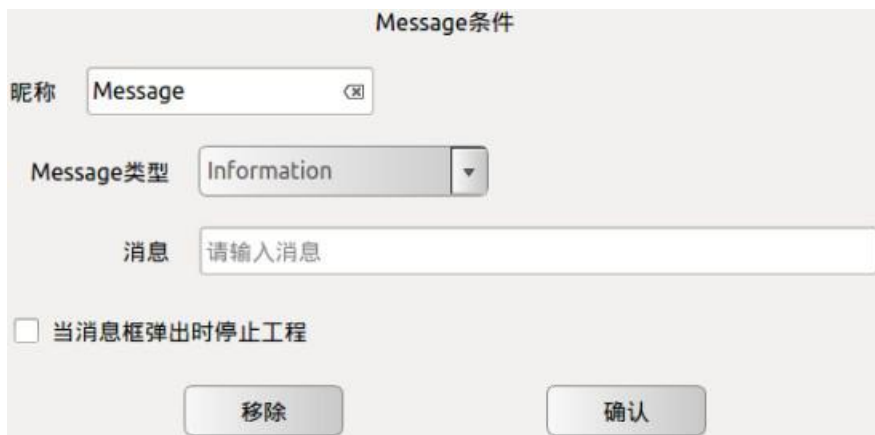 Message条件
昵称 Message
Message类型 Information
消息 请输入消息
当消息框弹出时停止工程
移除 确认